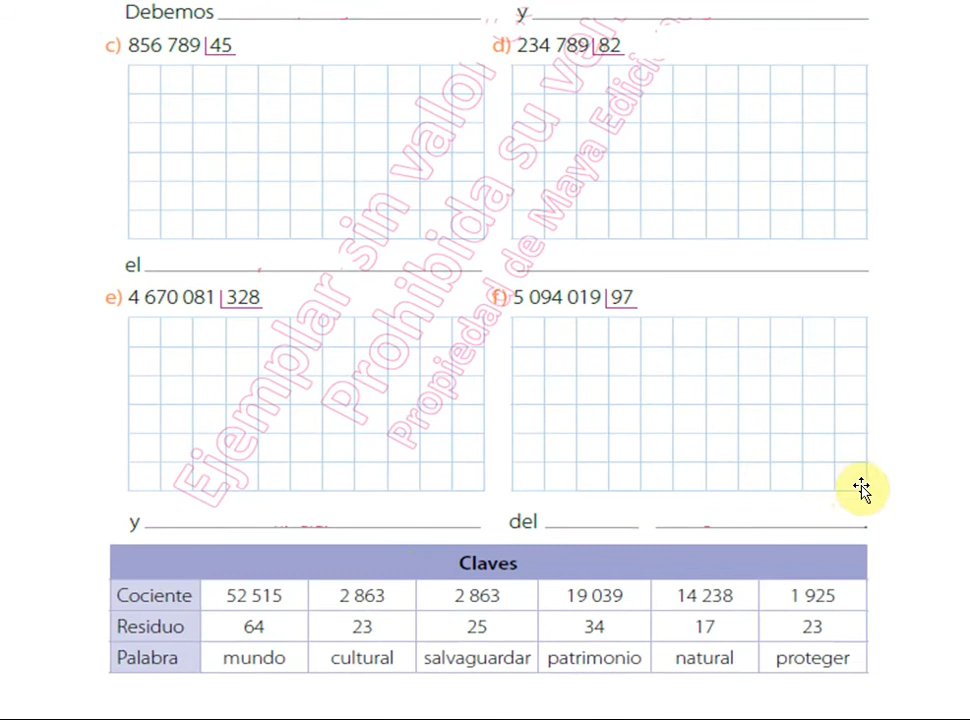 Debemos
y
c) 856 789 45
d) 234 789 82
el
e) 4 670 081 328
f) 5 094 019 97
y
del
Ejemplar sin valor
Prohibida su ven
Propiedad de Maya Edici
Claves
Cociente 52 515 2 863 2 863 19 039 14 238 1 925
Residuo 64 23 25 34 17 23
Palabra mundo cultural salvaguardar patrimonio natural proteger